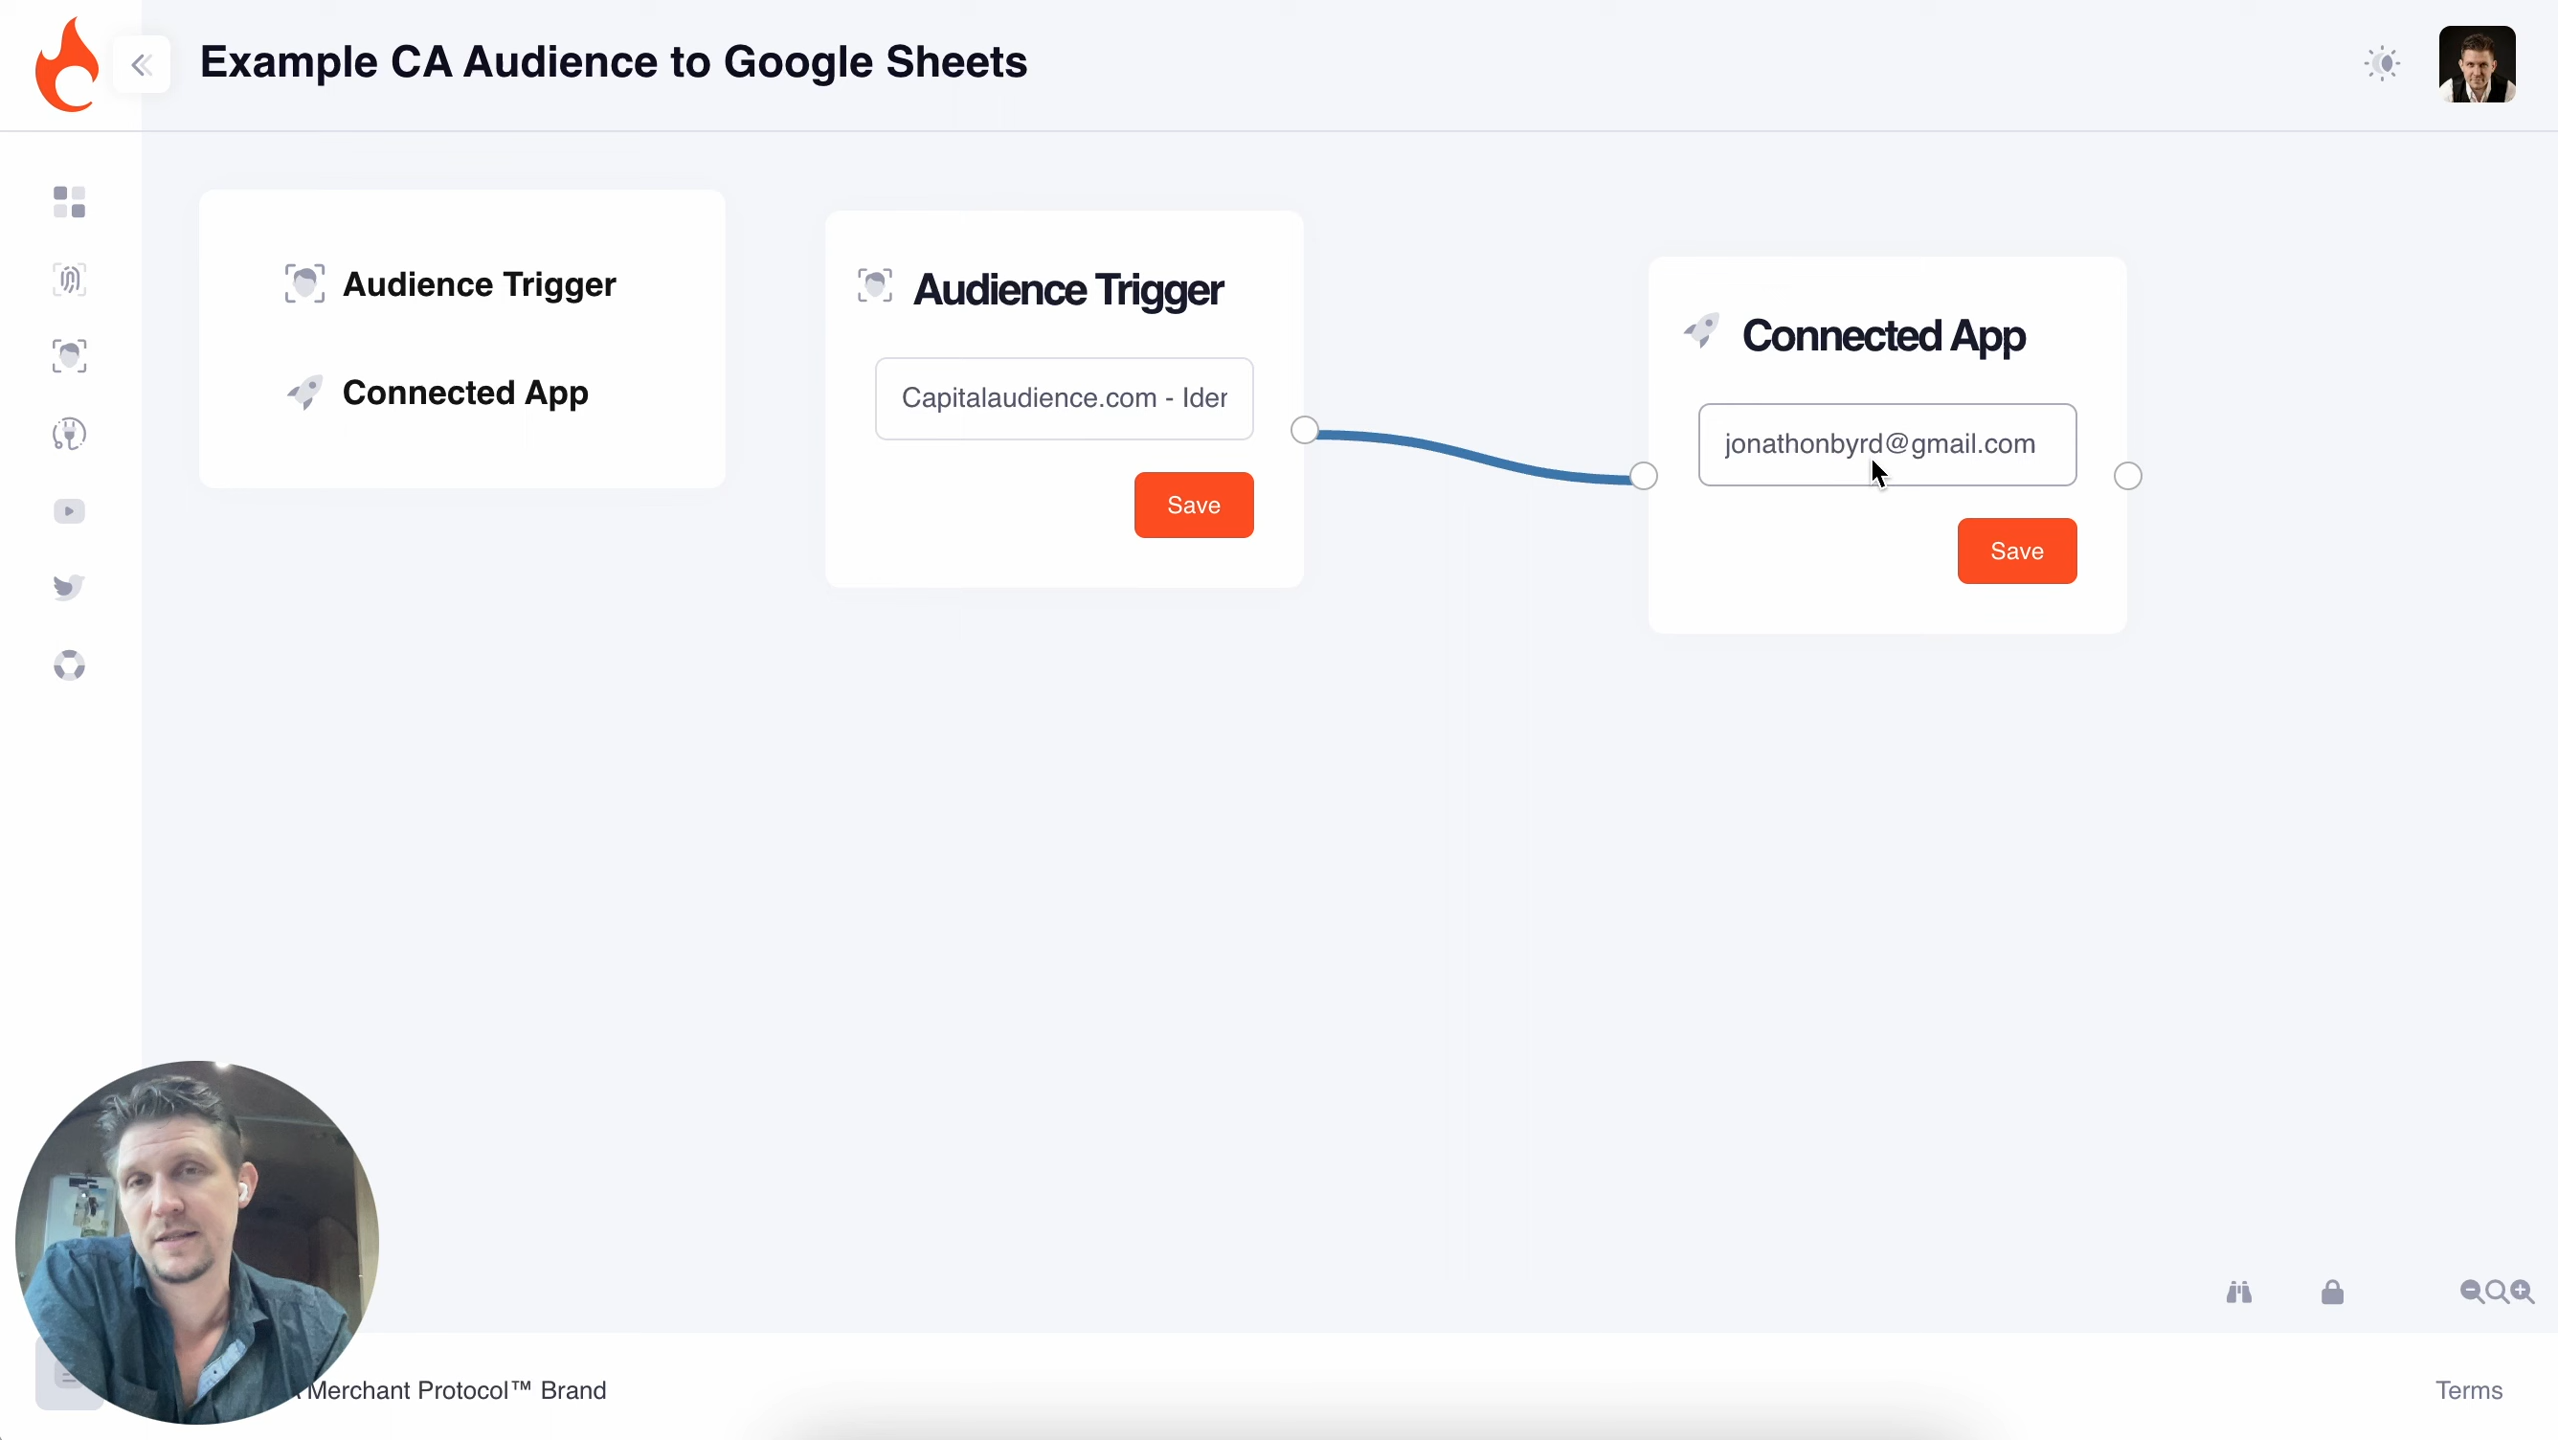 Example CA Audience to Google Sheets
Audience Trigger
Connected App
Audience Trigger
Capitalaudience.com - Ider
Save
Connected App
jonathonbyrd@gmail.com
Save
Merchant Protocol™ Brand
Terms